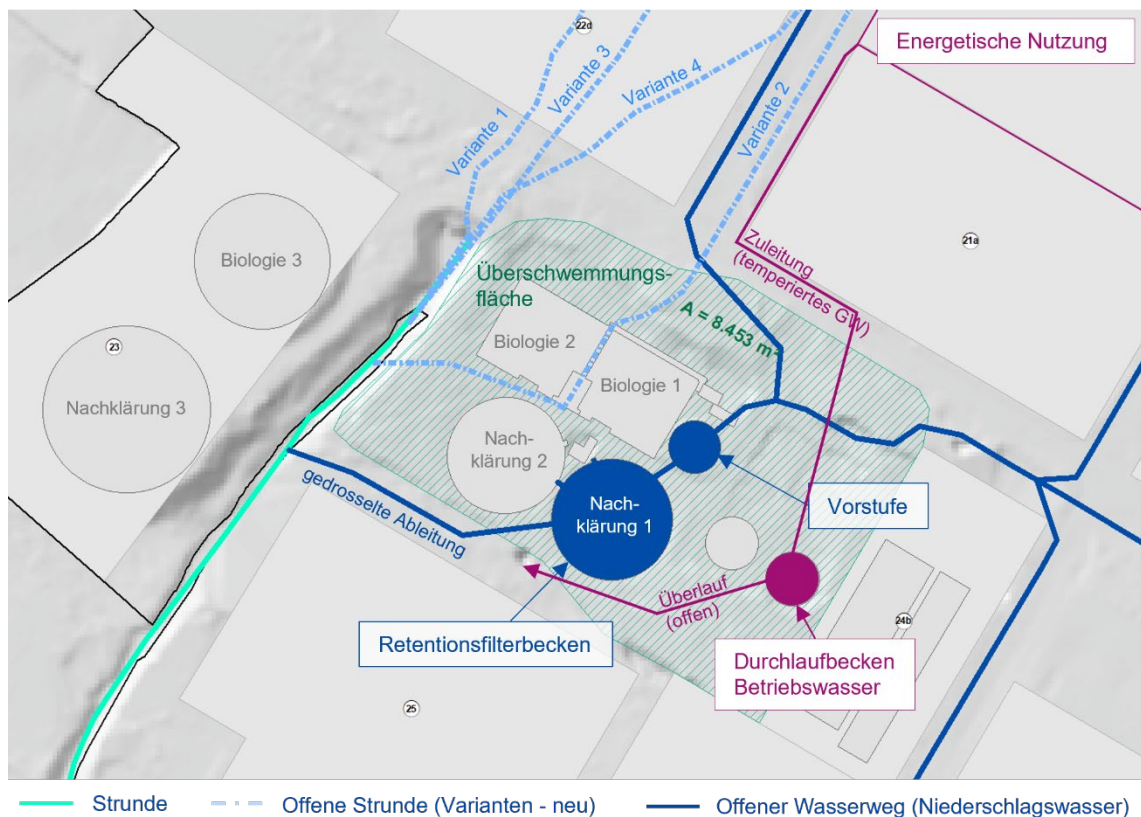 22d
Energetische Nutzung
Variante 1
Variante 3
Variante 4
Variante 2
Biologie 3
Überschwemmungs-
fläche
Zuleitung
(temperiertes GW)
21a
A = 8.453 m²
23
Nachklärung 3
Biologie 2
Biologie 1
Nach-
klärung 2
gedrosselte Ableitung
Nach-
klärung 1
Vorstufe
Überlauf
(offen)
24b
Retentionsfilterbecken
Durchlaufbecken
Betriebswasser
25
Strunde
Offene Strunde (Varianten - neu)
Offener Wasserweg (Niederschlagswasser)